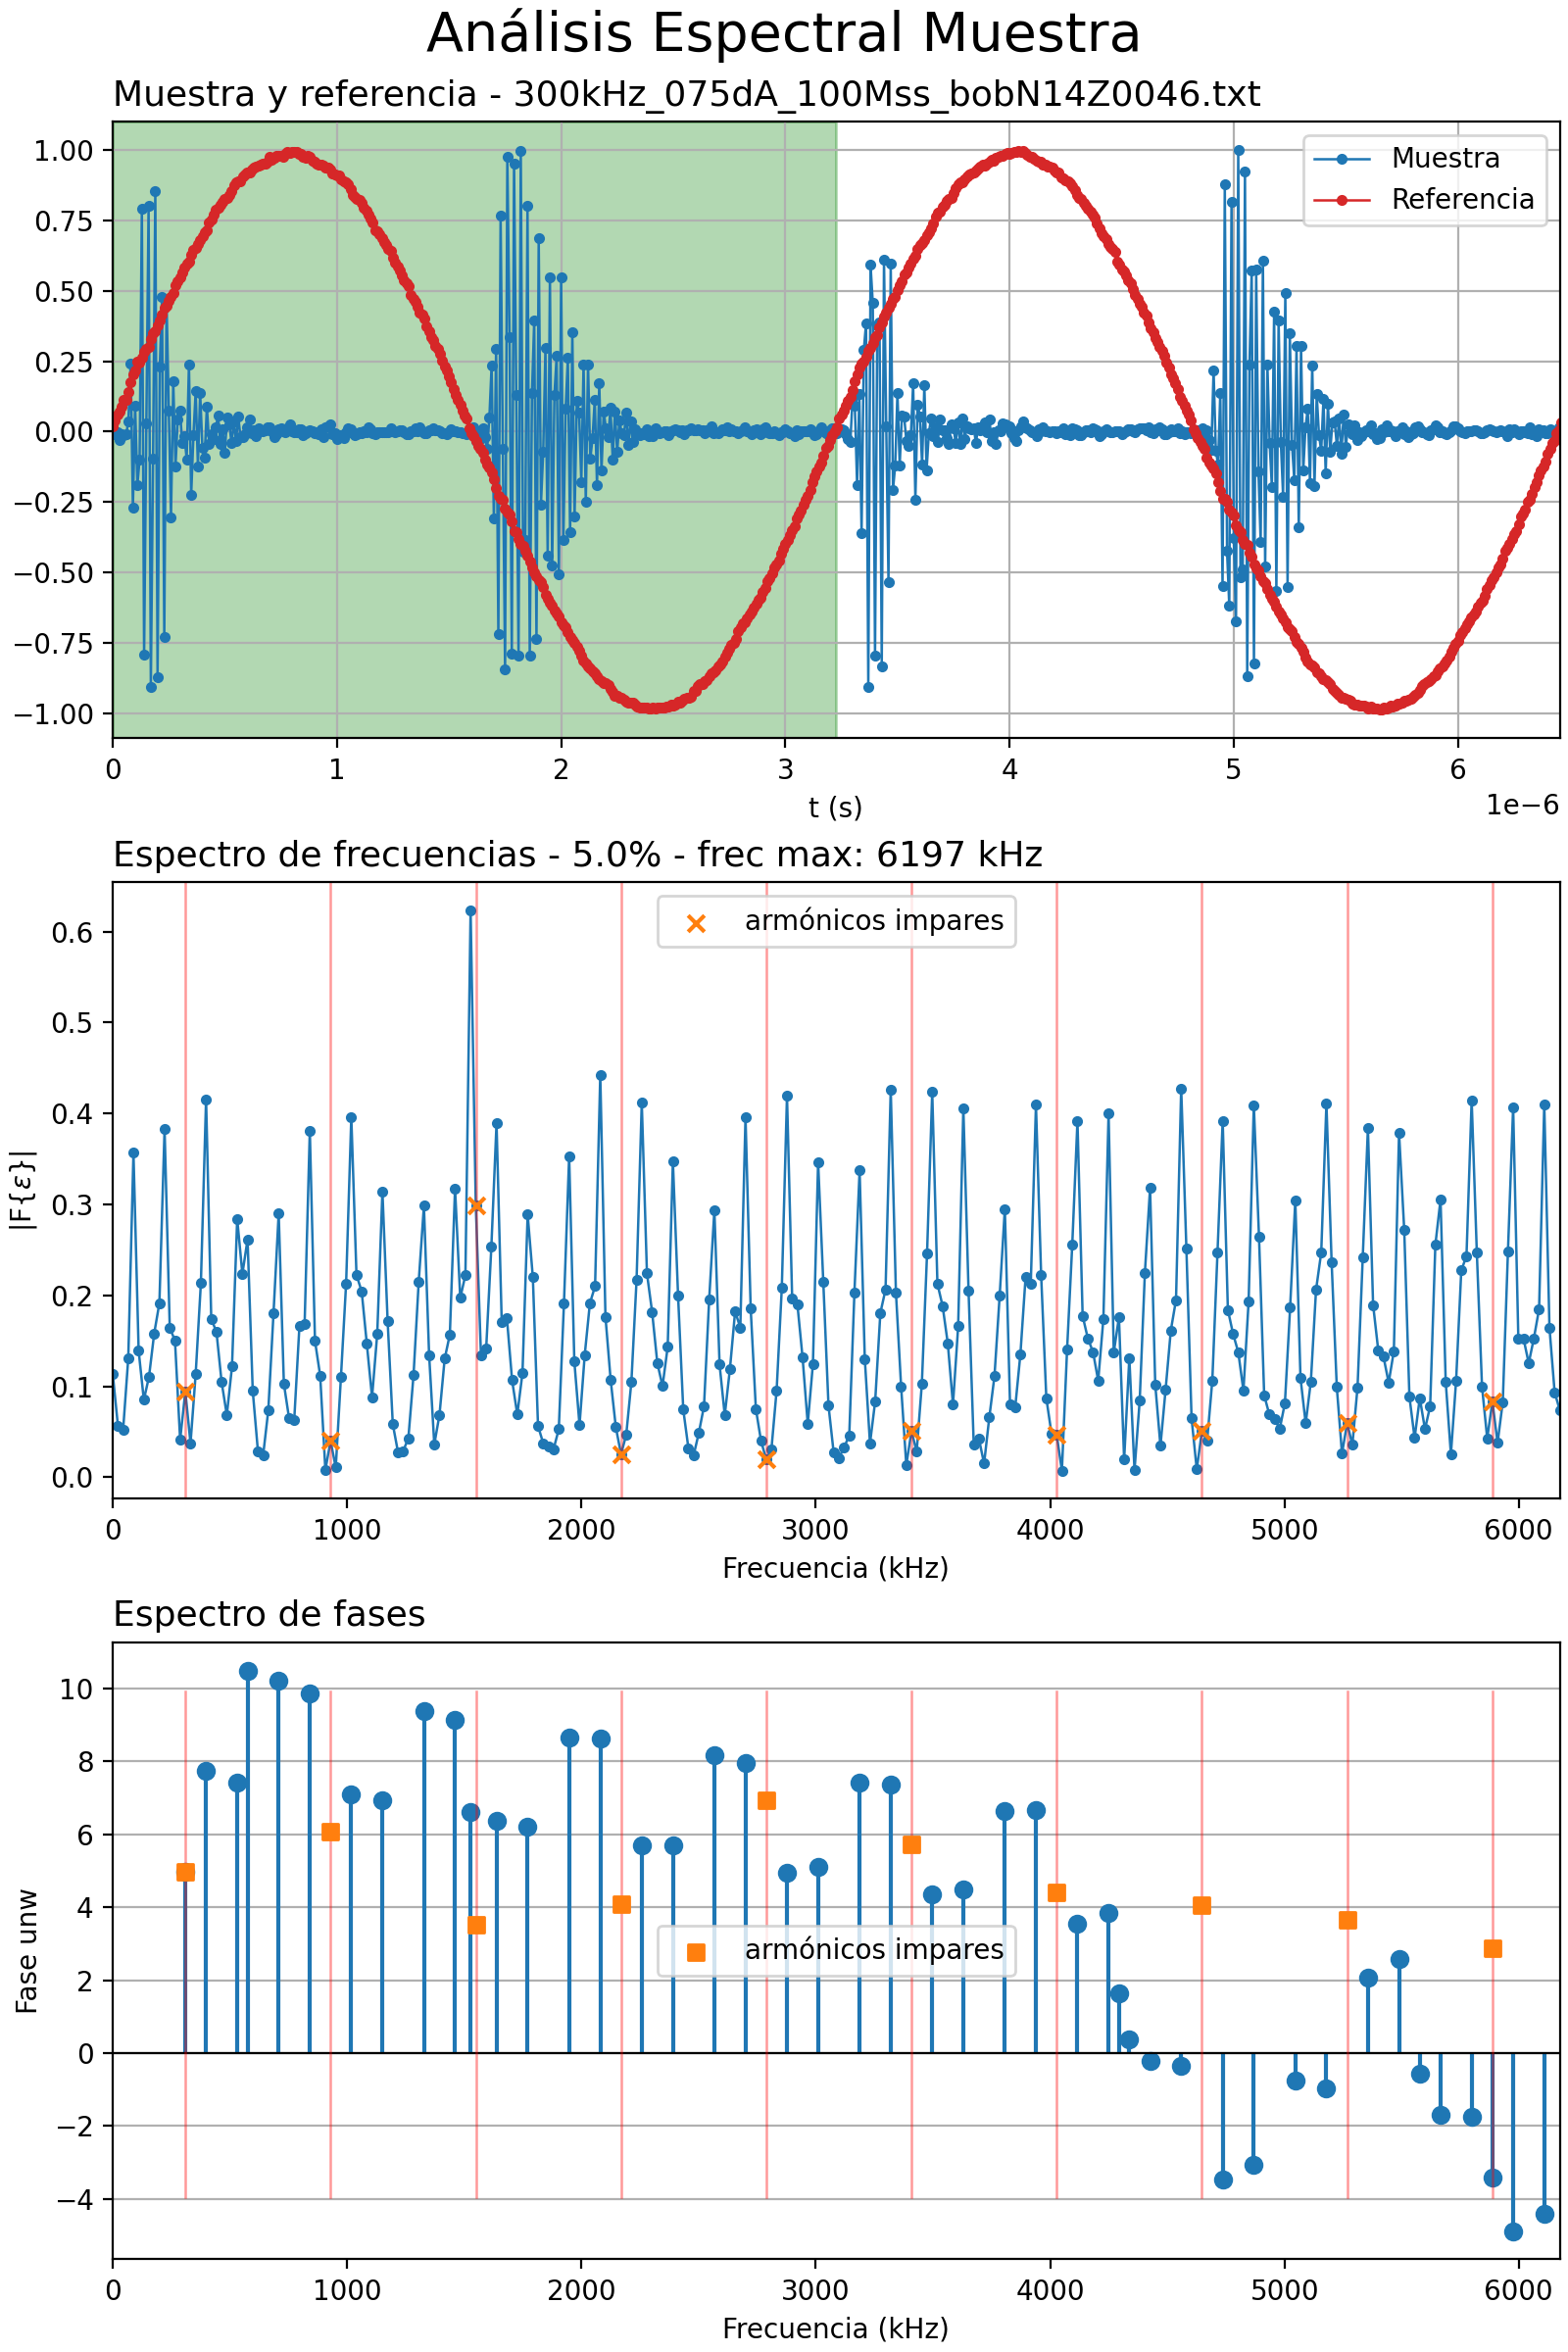 Análisis Espectral Muestra
Muestra y referencia - 300kHz_075dA_100Mss_bobN14Z0046.txt
1.00
0.75
0.50
0.25
0.00
−0.25
−0.50
−0.75
−1.00
Muestra
Referencia
0 1 2 3 4 5 6
t (s)
1e−6
Espectro de frecuencias - 5.0% - frec max: 6197 kHz
|F{ε}|
0.6
0.5
0.4
0.3
0.2
0.1
0.0
armónicos impares
0 1000 2000 3000 4000 5000 6000
Frecuencia (kHz)
Espectro de fases
Fase unw
10
8
6
4
2
0
−2
−4
armónicos impares
0 1000 2000 3000 4000 5000 6000
Frecuencia (kHz)